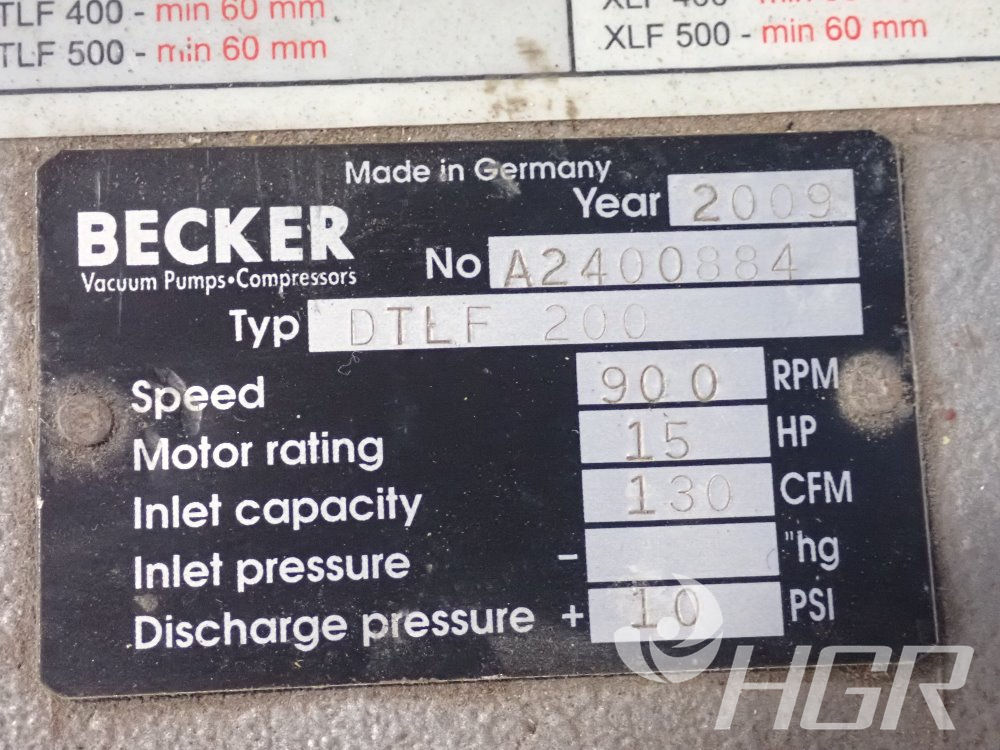 TLF 400 - min 60 mm
TLF 500 - min 60 mm
XLF 500 - min 60 mm
Made in Germany
BECKER
Vacuum Pumps•Compressors
Year 2009
No A2400884
Typ DTLF 200
Speed 900 RPM
Motor rating 15 HP
Inlet capacity 130 CFM
Inlet pressure - "hg
Discharge pressure + 10 PSI
HGR